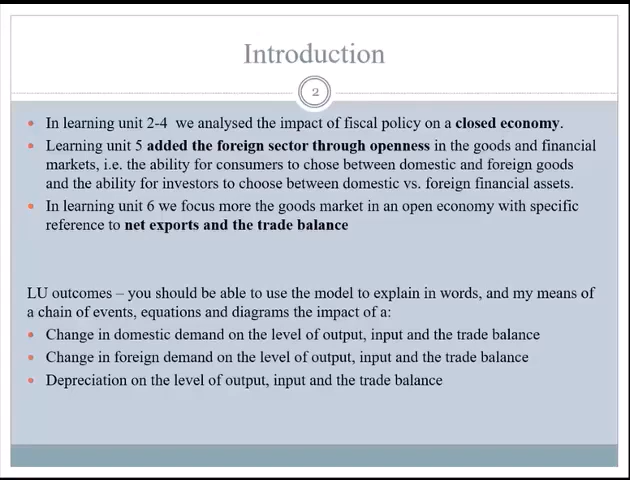 Introduction
2
• In learning unit 2-4 we analysed the impact of fiscal policy on a closed economy.
• Learning unit 5 added the foreign sector through openness in the goods and financial
markets, i.e. the ability for consumers to chose between domestic and foreign goods
and the ability for investors to choose between domestic vs. foreign financial assets.
• In learning unit 6 we focus more the goods market in an open economy with specific
reference to net exports and the trade balance
LU outcomes – you should be able to use the model to explain in words, and my means of
a chain of events, equations and diagrams the impact of a:
• Change in domestic demand on the level of output, input and the trade balance
• Change in foreign demand on the level of output, input and the trade balance
• Depreciation on the level of output, input and the trade balance